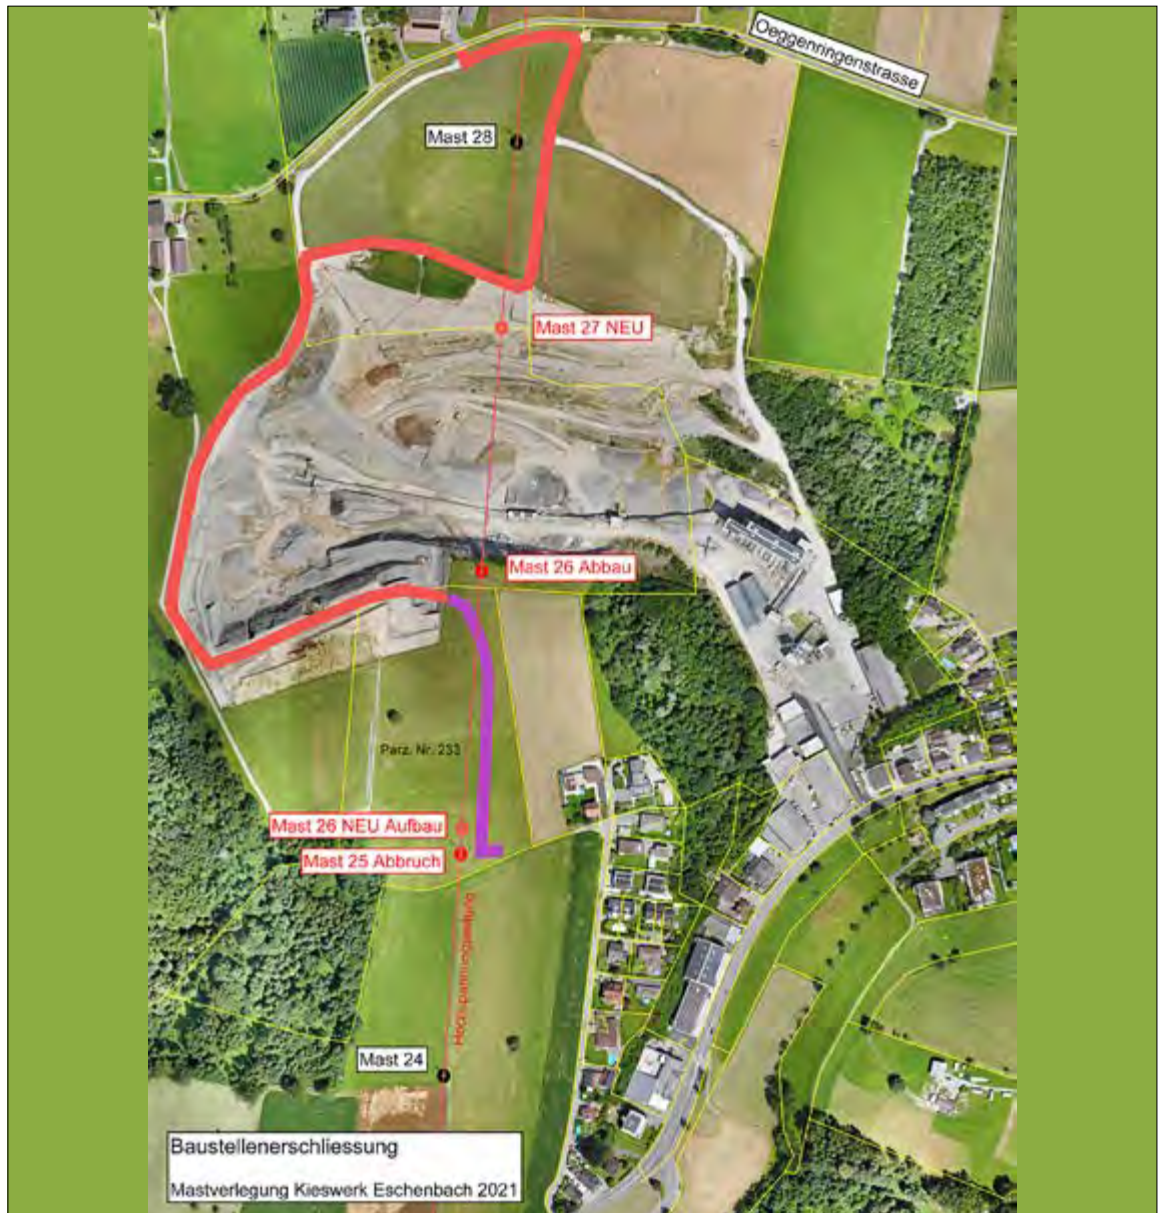 Oeggenringenstrasse
Mast 28
Mast 27 NEU
Mast 26 Abbau
Parz. Nr. 233
Mast 26 NEU Aufbau
Mast 25 Abbruch
Hochspannungsleitung
Mast 24
Baustellenerschliessung
Mastverlegung Kieswerk Eschenbach 2021